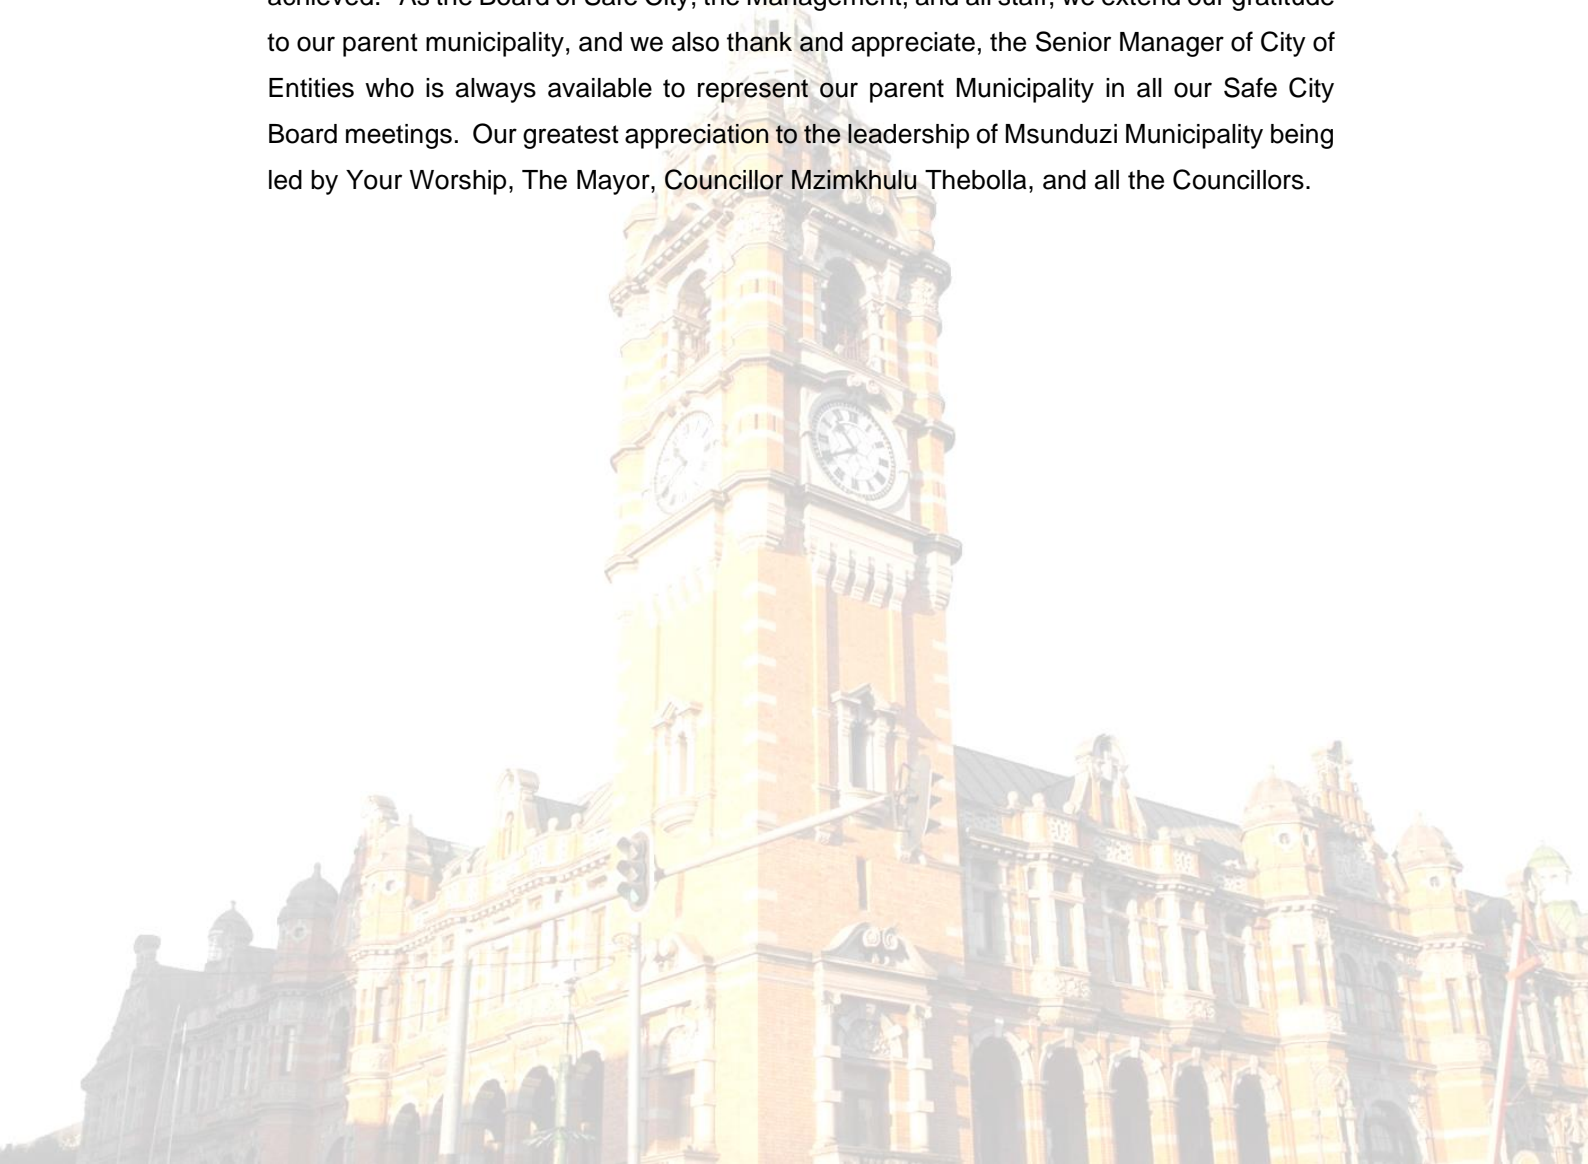 achieved. As the Board of Safe City, the Management, and all staff, we extend our gratitude
to our parent municipality, and we also thank and appreciate, the Senior Manager of City of
Entities who is always available to represent our parent Municipality in all our Safe City
Board meetings. Our greatest appreciation to the leadership of Msunduzi Municipality being
led by Your Worship, The Mayor, Councillor Mzimkhulu Thebolla, and all the Councillors.